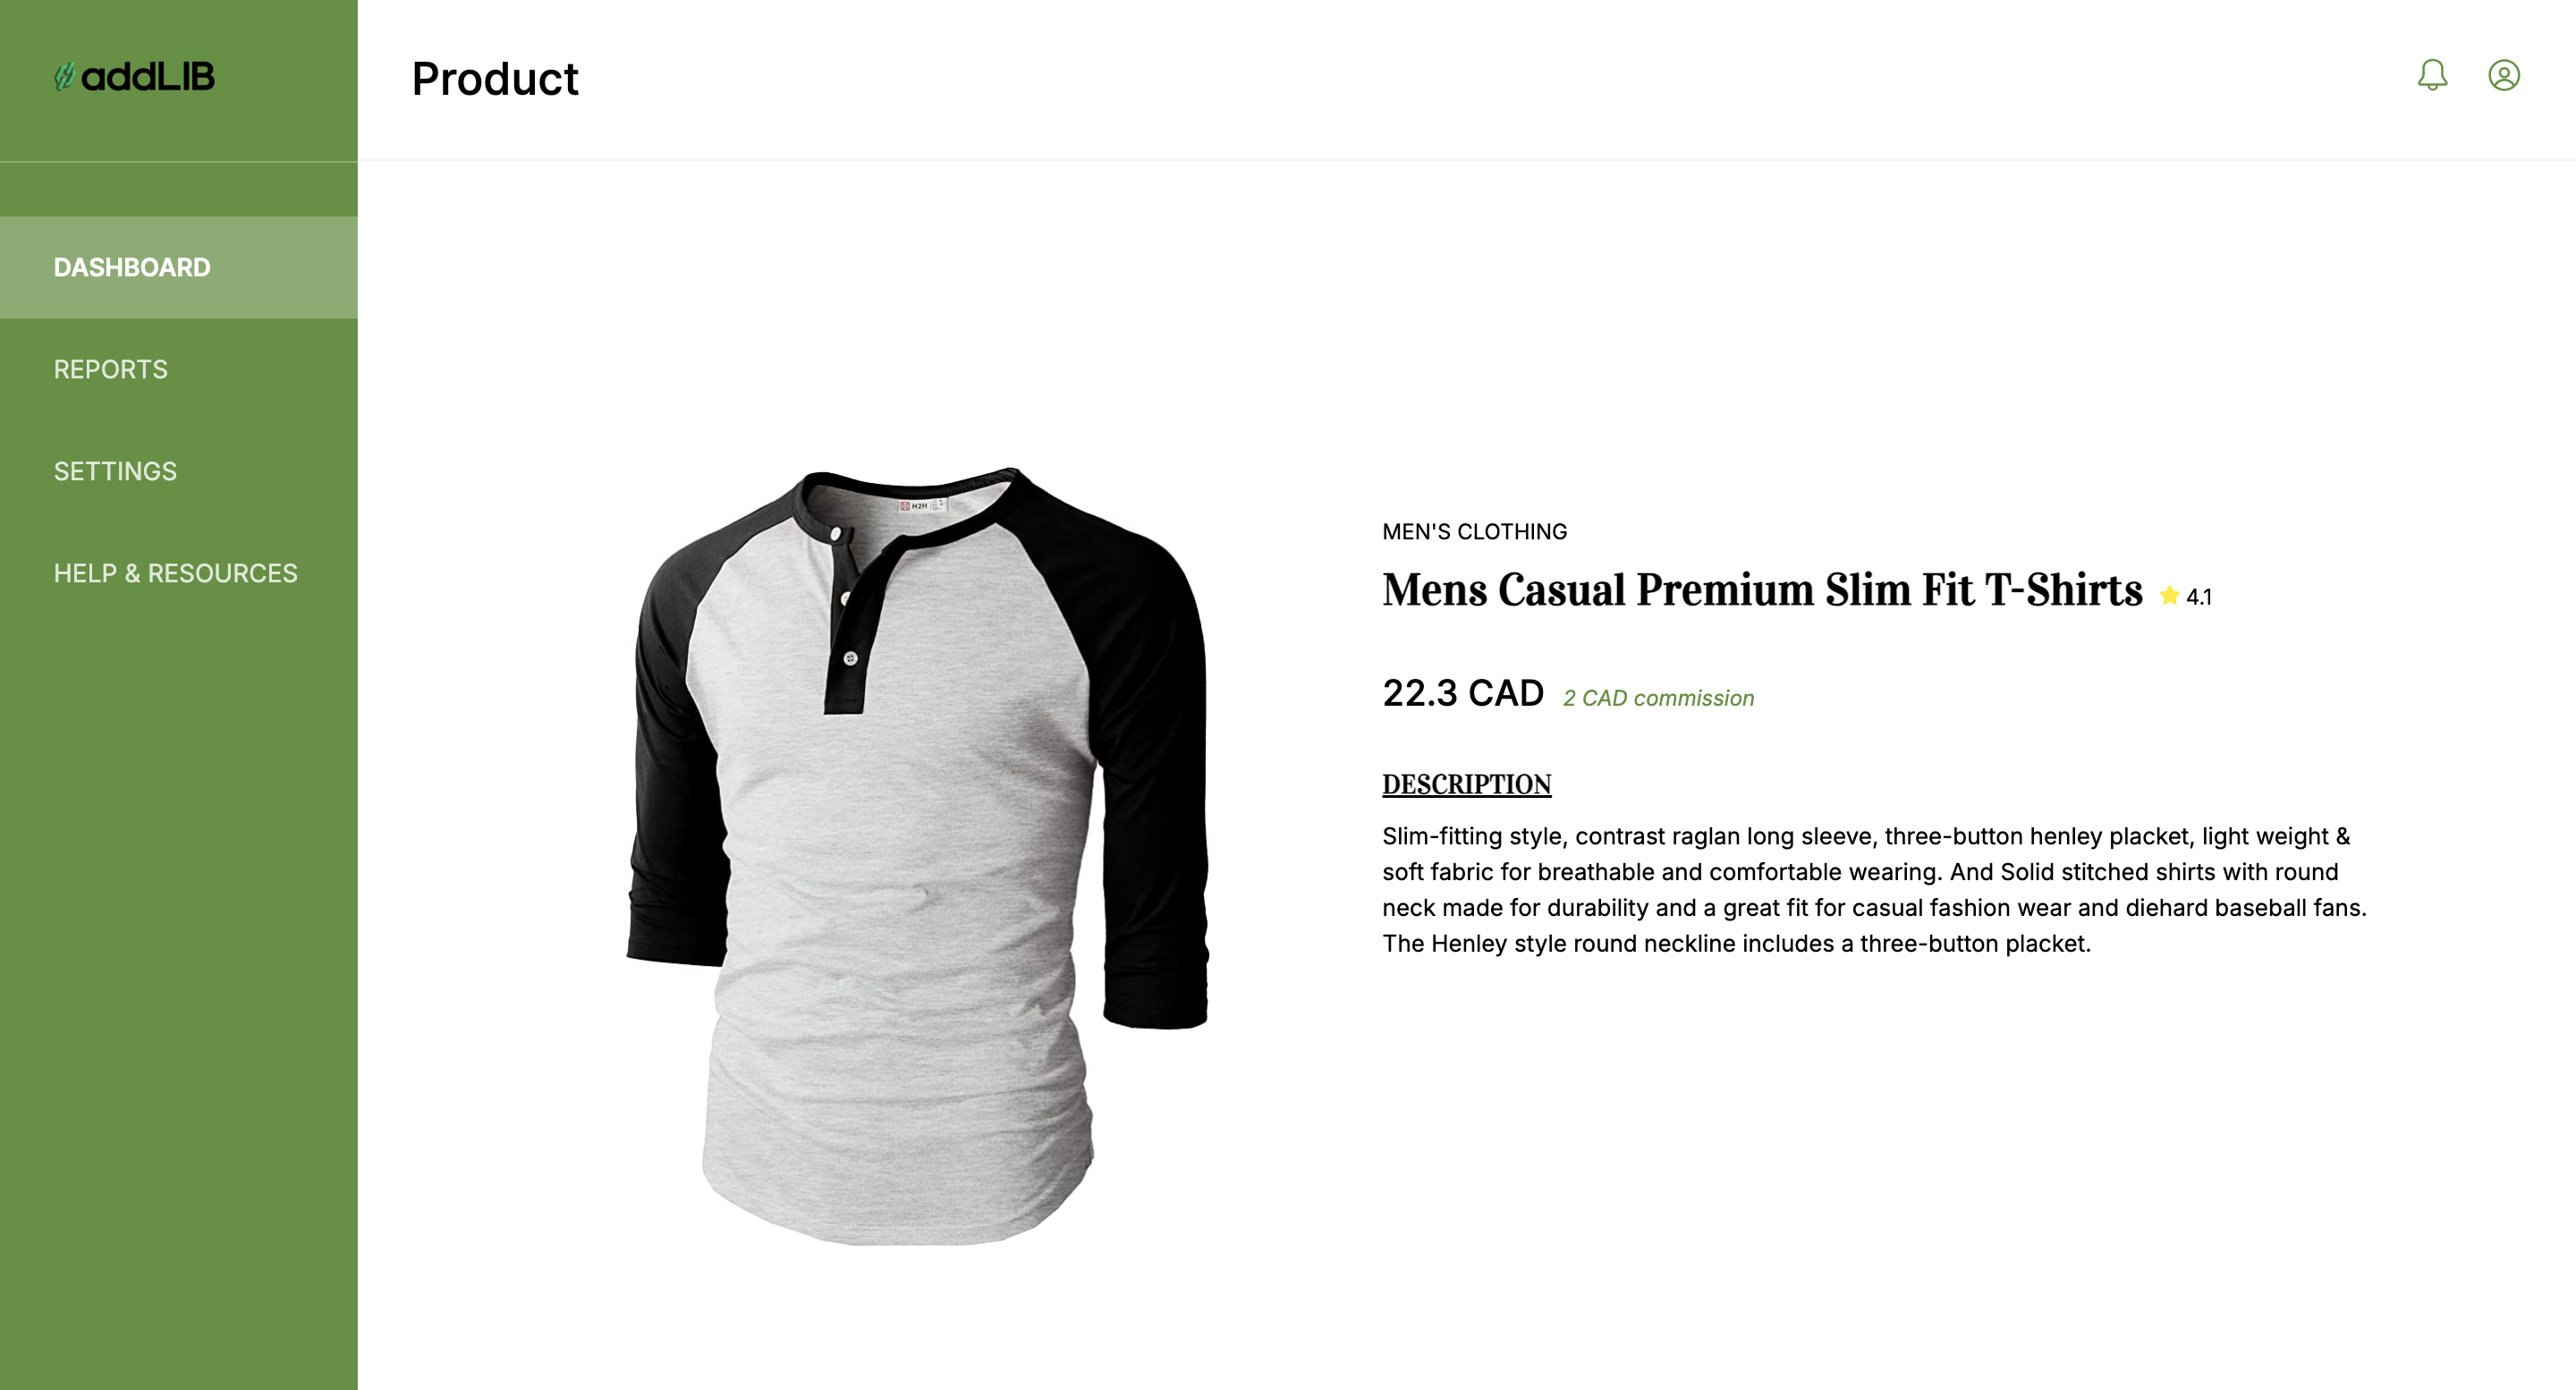 addLIB
Product
DASHBOARD
REPORTS
SETTINGS
HELP & RESOURCES
H2H
MEN'S CLOTHING
Mens Casual Premium Slim Fit T-Shirts 4.1
22.3 CAD 2 CAD commission
DESCRIPTION
Slim-fitting style, contrast raglan long sleeve, three-button henley placket, light weight &
soft fabric for breathable and comfortable wearing. And Solid stitched shirts with round
neck made for durability and a great fit for casual fashion wear and diehard baseball fans.
The Henley style round neckline includes a three-button placket.